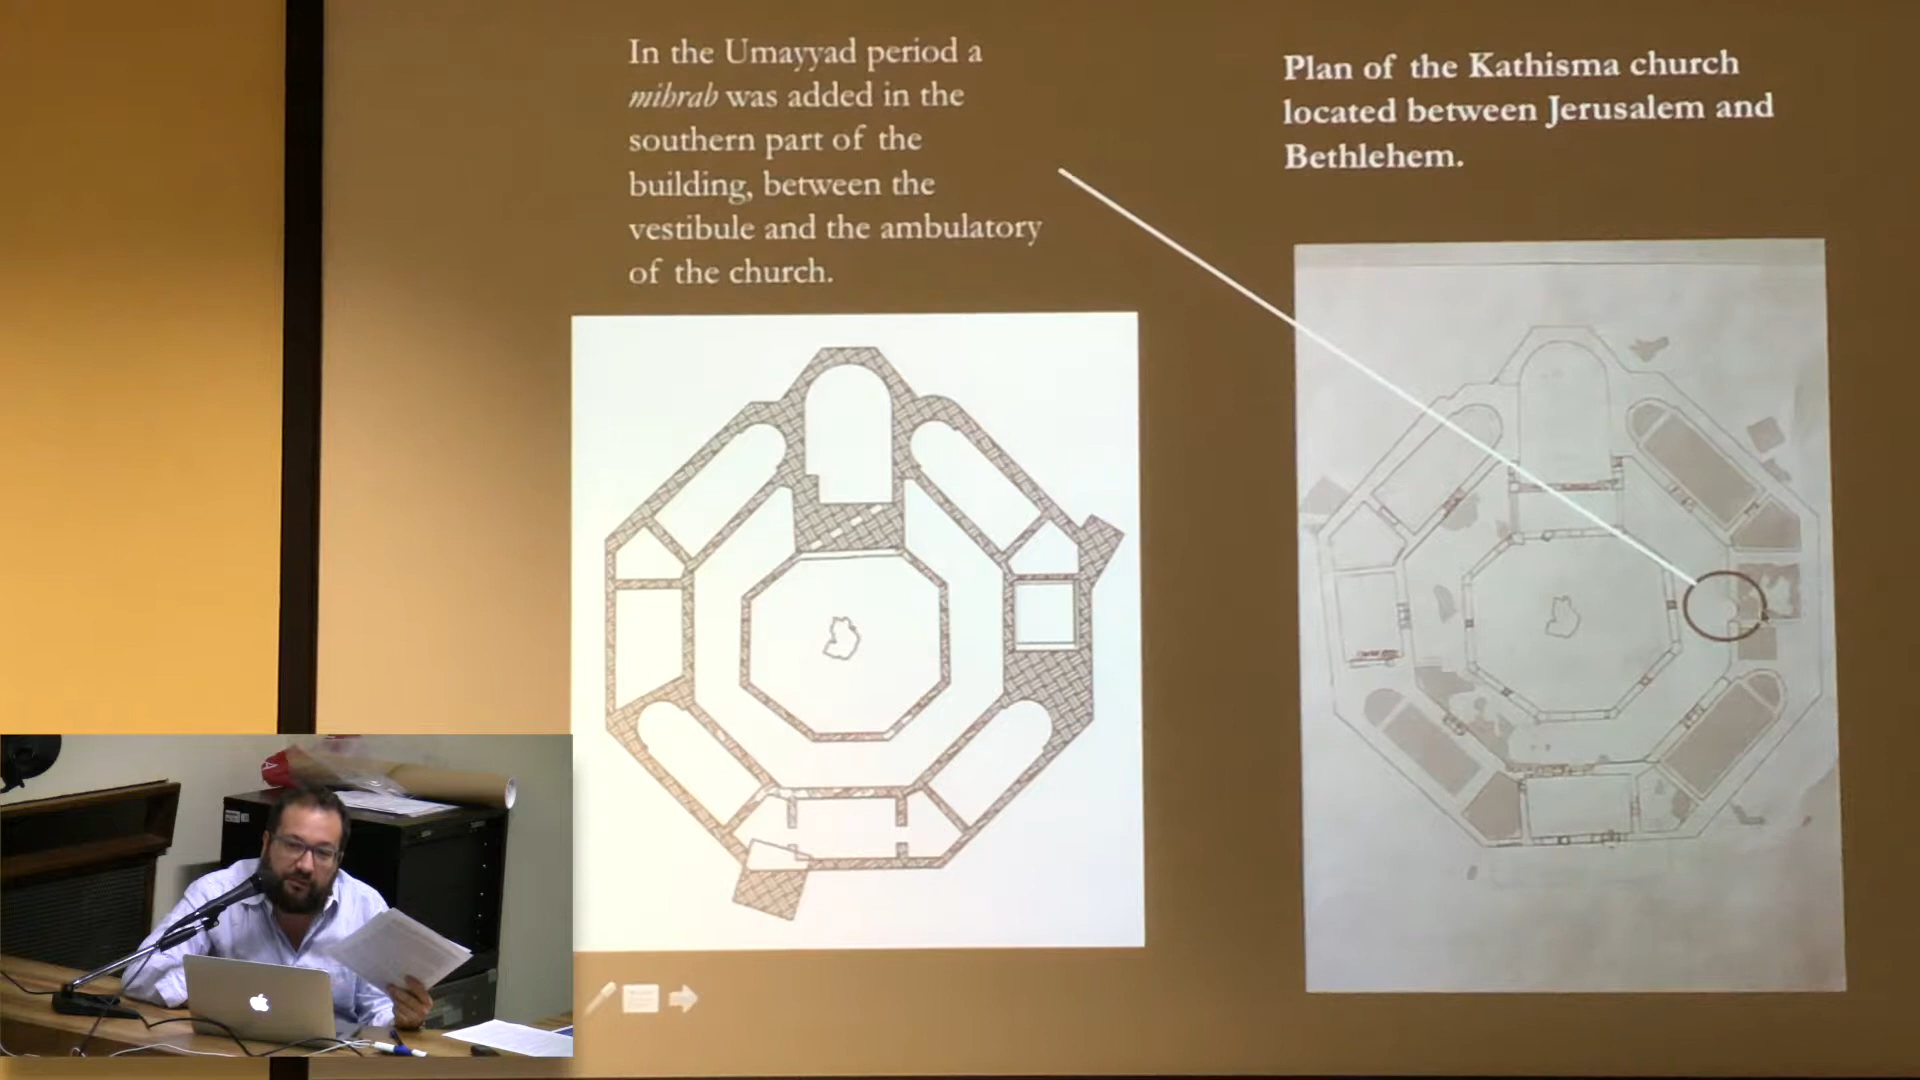 In the Umayyad period a
mihrab was added in the
southern part of the
building, between the
vestibule and the ambulatory
of the church.
Plan of the Kathisma church
located between Jerusalem and
Bethlehem.